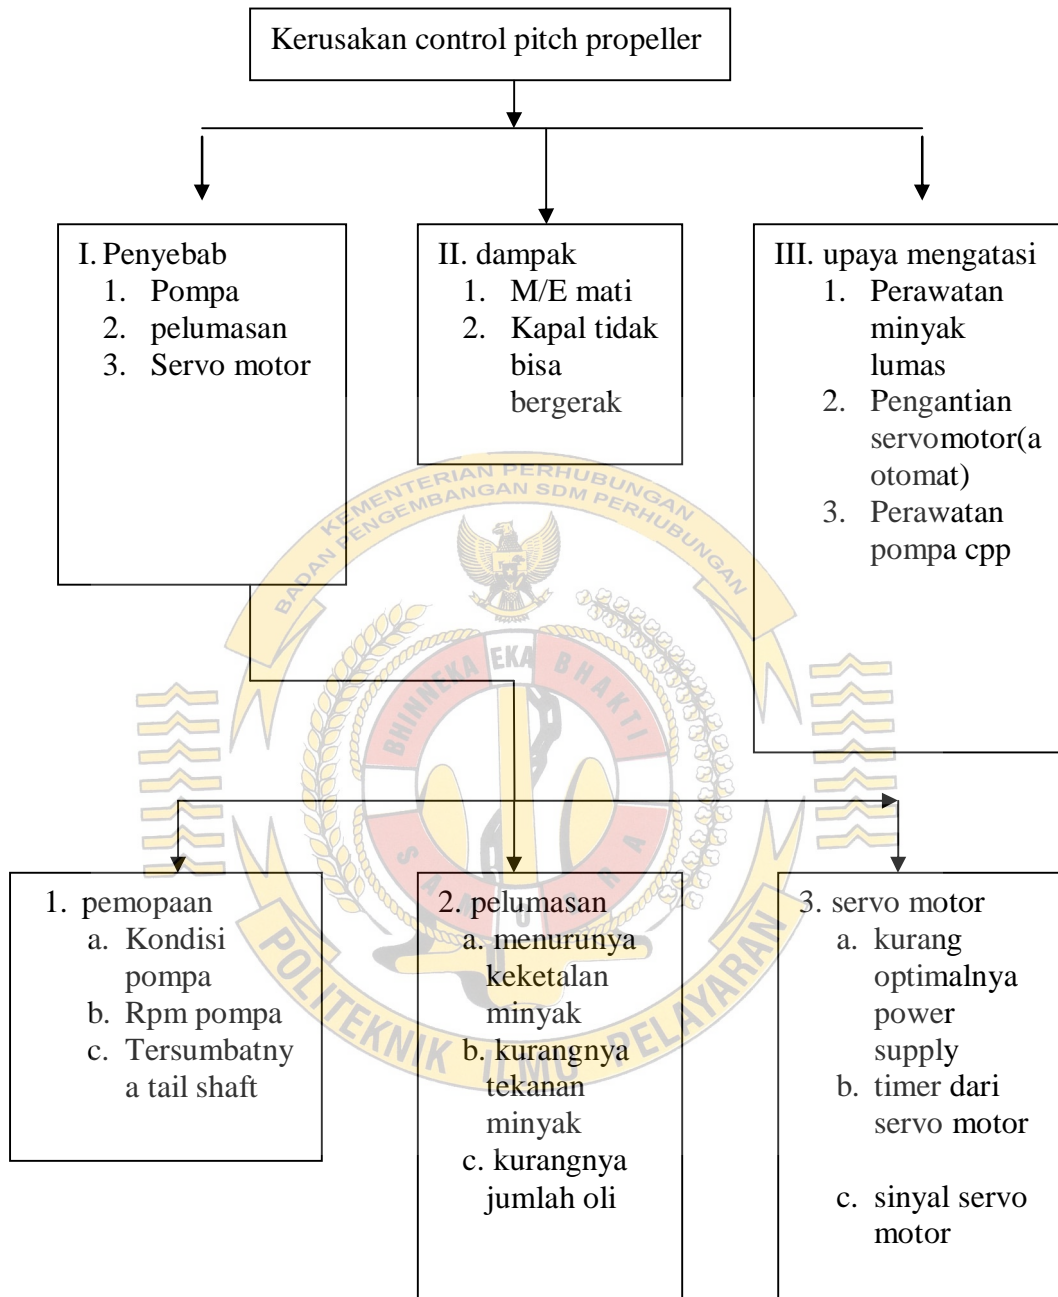 Kerusakan control pitch propeller
I. Penyebab
1. Pompa
2. pelumasan
3. Servo motor
II. dampak
1. M/E mati
2. Kapal tidak
bisa
bergerak
III. upaya mengatasi
1. Perawatan
minyak
lumas
2. Pengantian
servomotor(a
otomat)
3. Perawatan
pompa cpp
KEMENTERIAN PERHUBUNGAN
BADAN PENGEMBANGAN SDM PERHUBUNGAN
BHINNEKA EKA BHAKTI
SAMUDRA
POLITEKNIK ILMU PELAYARAN
1. pemopaan
a. Kondisi
pompa
b. Rpm pompa
c. Tersumbatny
a tail shaft
2. pelumasan
a. menurunya
keketalan
minyak
b. kurangnya
tekanan
minyak
c. kurangnya
jumlah oli
3. servo motor
a. kurang
optimalnya
power
supply
b. timer dari
servo motor
c. sinyal servo
motor